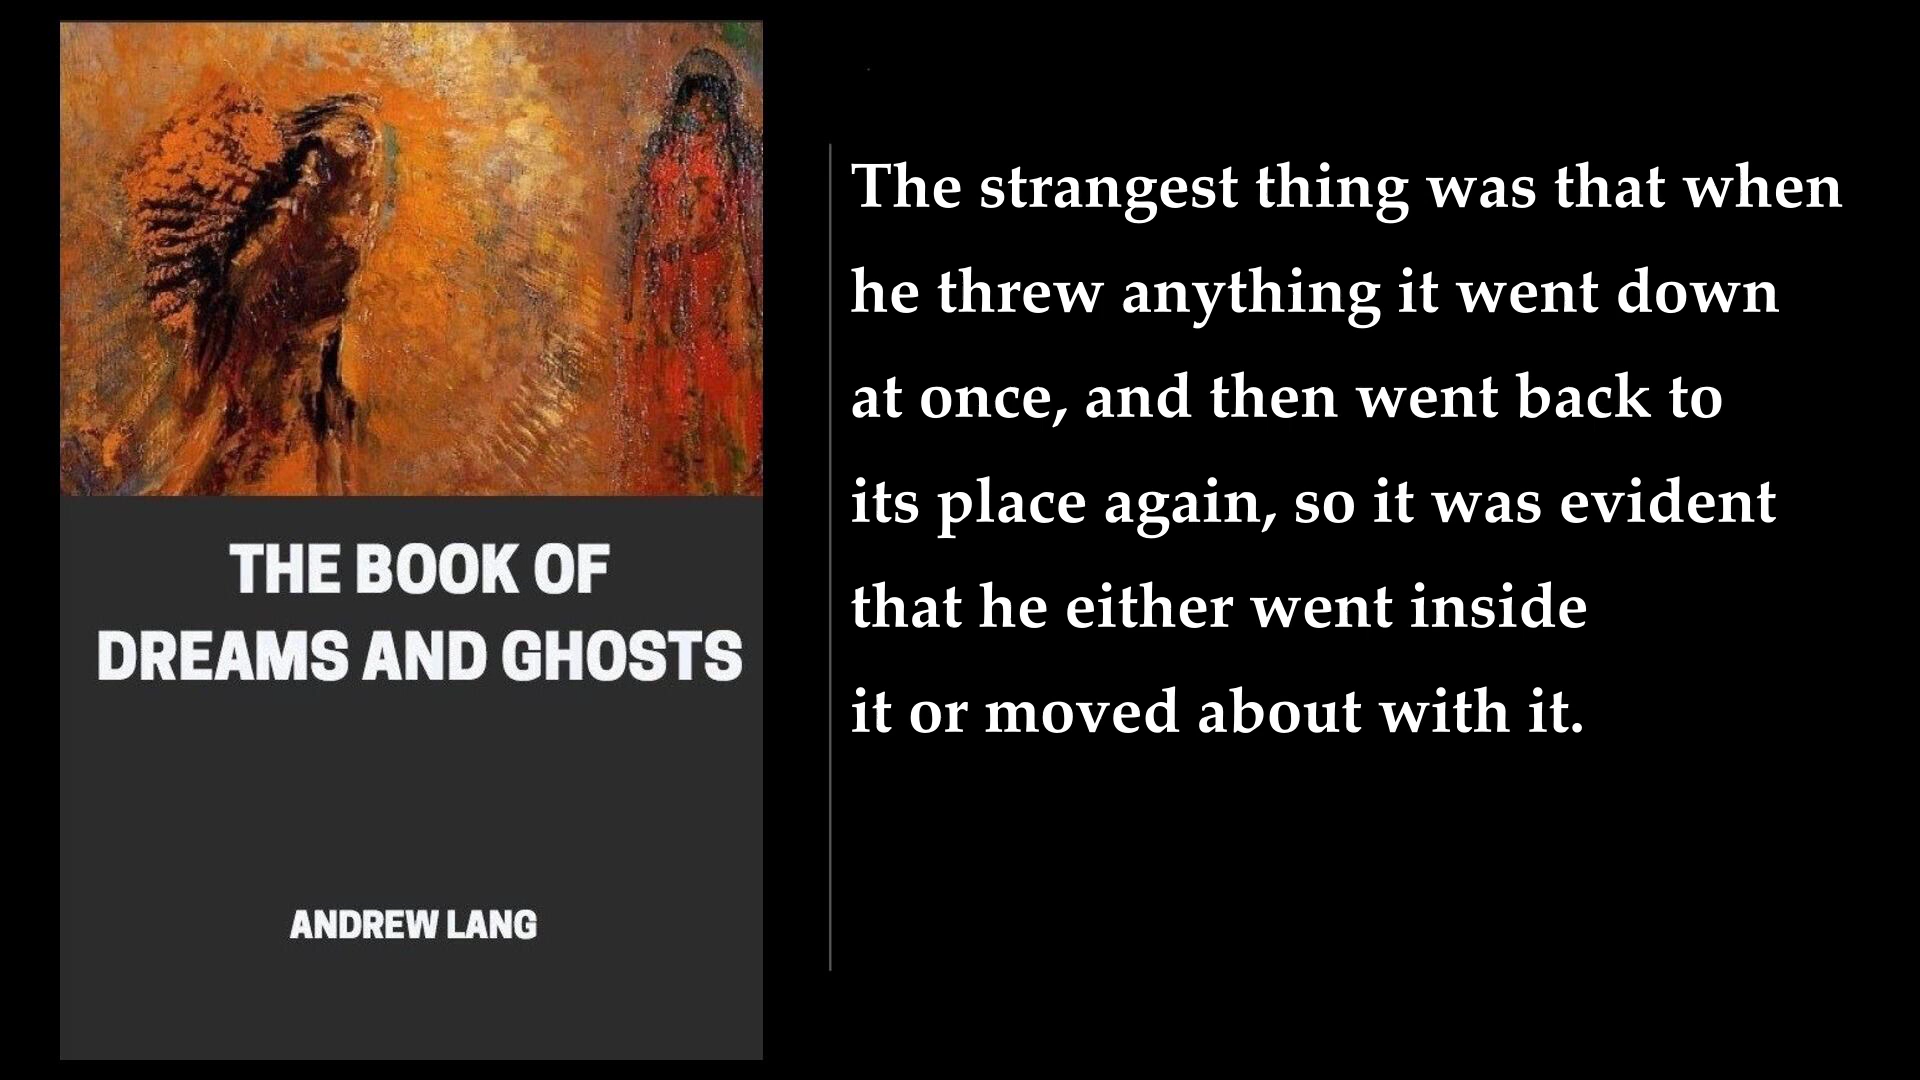 THE BOOK OF
DREAMS AND GHOSTS
ANDREW LANG
The strangest thing was that when
he threw anything it went down
at once, and then went back to
its place again, so it was evident
that he either went inside
it or moved about with it.